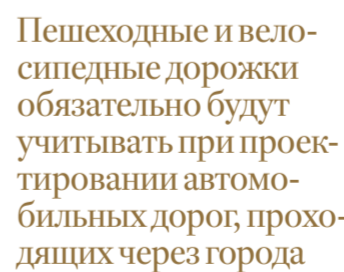 Пешеходные и вело-
сипедные дорожки
обязательно будут
учитывать при проек-
тировании автомо-
бильных дорог, прохо-
дящих через города